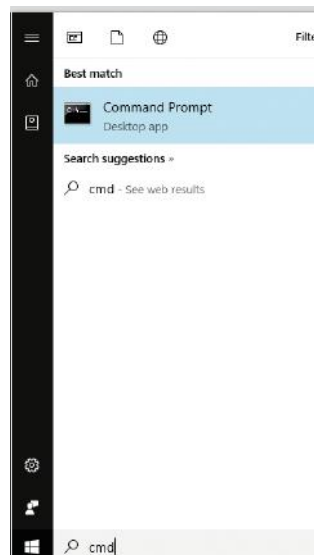 Filte
Best match
Command Prompt
Desktop app
Search suggestions »
cmd - See web results
cmd